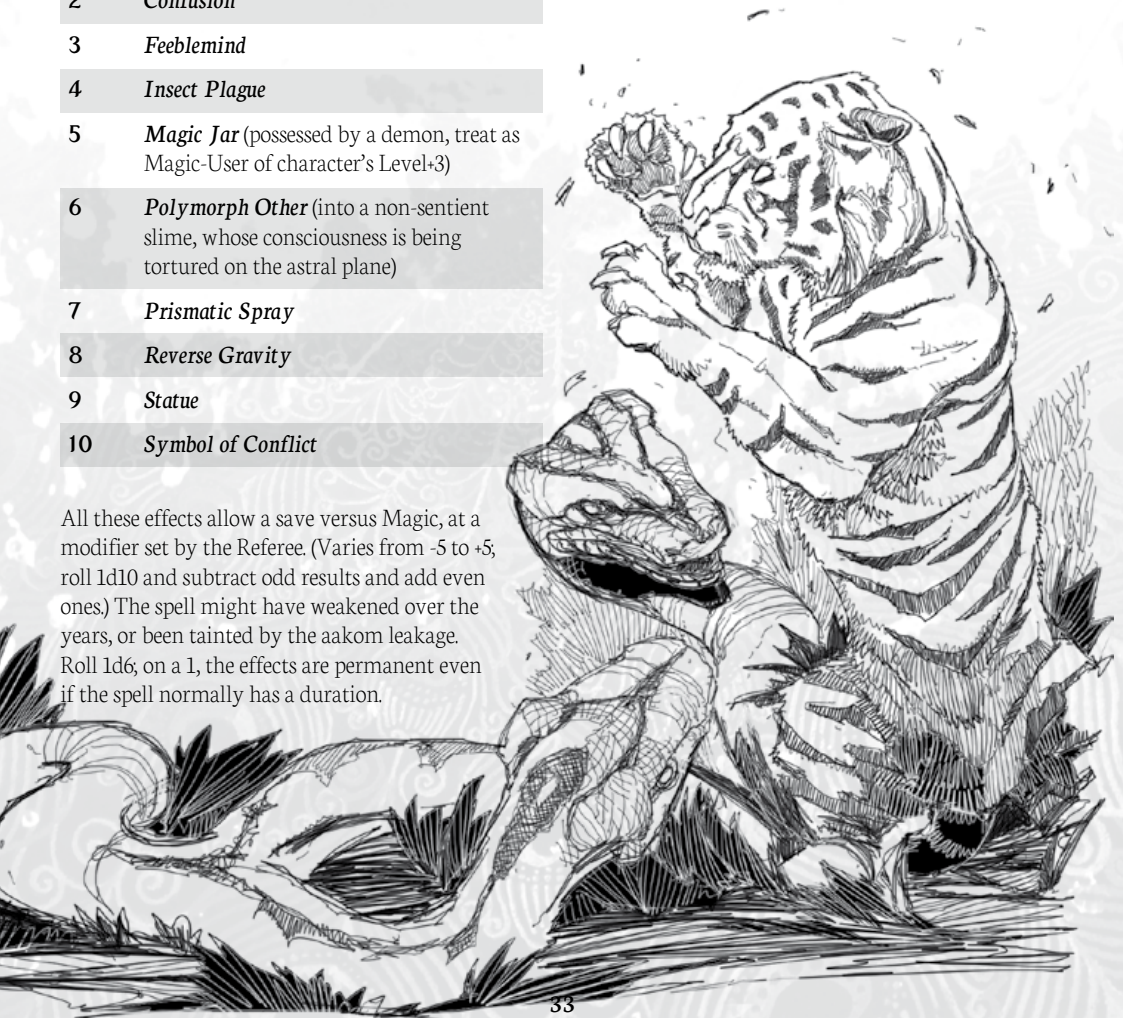 2 Confusion
3 Feeblemind
4 Insect Plague
5 Magic Jar (possessed by a demon, treat as
Magic-User of character’s Level+3)
6 Polymorph Other (into a non-sentient
slime, whose consciousness is being
tortured on the astral plane)
7 Prismatic Spray
8 Reverse Gravity
9 Statue
10 Symbol of Conflict
All these effects allow a save versus Magic, at a
modifier set by the Referee. (Varies from -5 to +5;
roll 1d10 and subtract odd results and add even
ones.) The spell might have weakened over the
years, or been tainted by the aakom leakage.
Roll 1d6; on a 1, the effects are permanent even
if the spell normally has a duration.
33